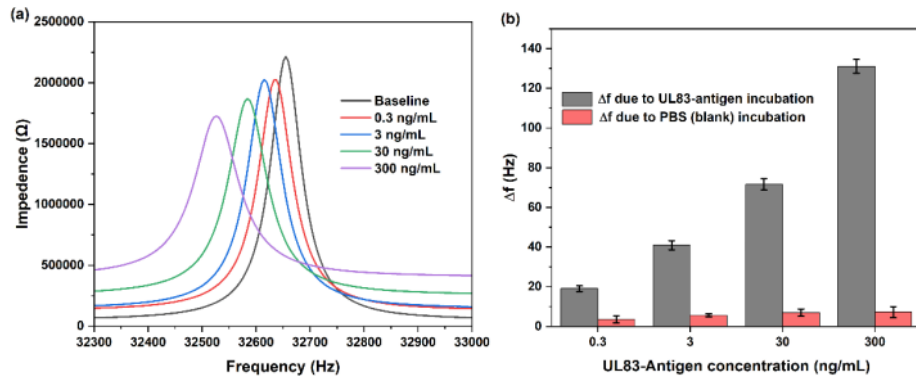 (a)
2500000
2000000
1500000
1000000
500000
0
Impedence (Ω)
Baseline
0.3 ng/mL
3 ng/mL
30 ng/mL
300 ng/mL
32300 32400 32500 32600 32700 32800 32900 33000
Frequency (Hz)
(b)
140
120
100
80
60
40
20
0
Δf (Hz)
Δf due to UL83-antigen incubation
Δf due to PBS (blank) incubation
0.3 3 30 300
UL83-Antigen concentration (ng/mL)